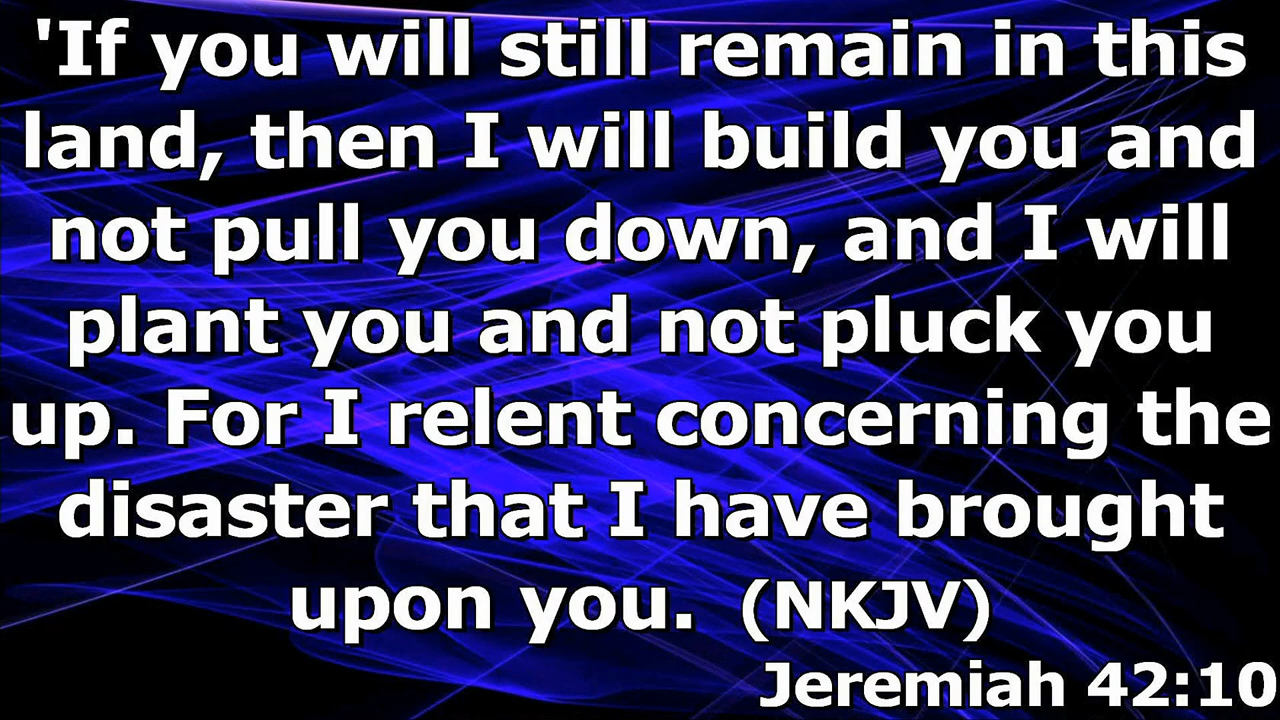 'If you will still remain in this
land, then I will build you and
not pull you down, and I will
plant you and not pluck you
up. For I relent concerning the
disaster that I have brought
upon you.  (NKJV)
Jeremiah 42:10